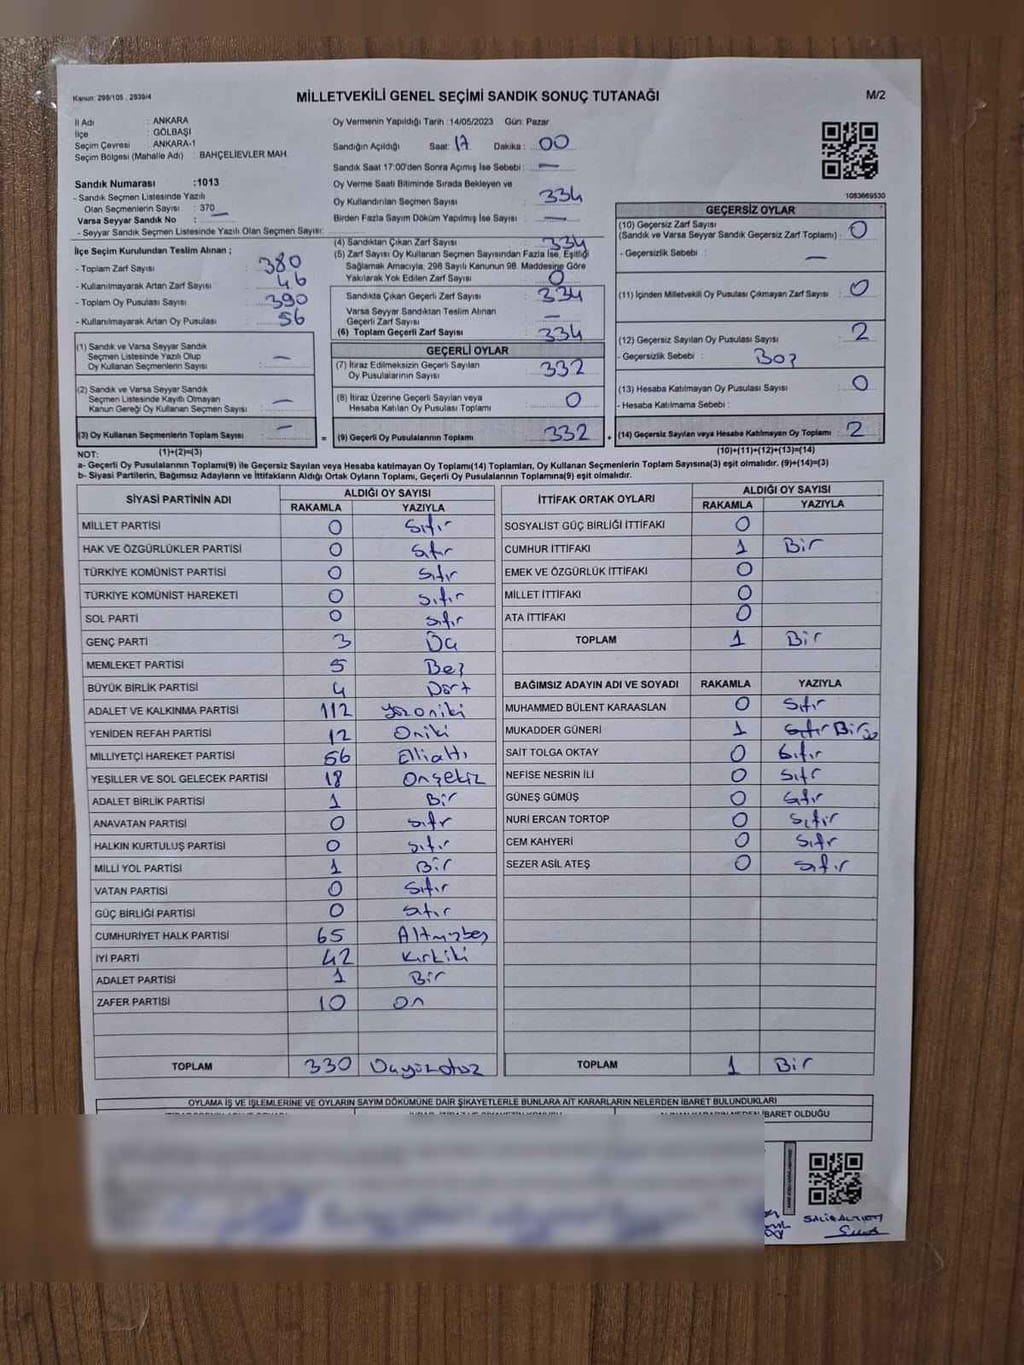 Kanun: 298/105 , 2839/4
MİLLETVEKİLİ GENEL SEÇİMİ SANDIK SONUÇ TUTANAĞI
M/2
İl Adı : ANKARA
İlçe : GÖLBAŞI
Seçim Çevresi : ANKARA-1
Seçim Bölgesi (Mahalle Adı) : BAHÇELİEVLER MAH.
Sandık Numarası :1013
- Sandık Seçmen Listesinde Yazılı
Olan Seçmenlerin Sayısı : 370
Varsa Seyyar Sandık No :
- Seyyar Sandık Seçmen Listesinde Yazılı Olan Seçmen Sayısı:
Oy Vermenin Yapıldığı Tarih :14/05/2023 Gün: Pazar
Sandığın Açıldığı Saat: 17 Dakika : 00
Sandık Saat 17:00'den Sonra Açılmış İse Sebebi : —
Oy Verme Saati Bitiminde Sırada Bekleyen ve
Oy Kullandırılan Seçmen Sayısı : 334
Birden Fazla Sayım Döküm Yapılmış İse Sayısı : —
1083669530
İlçe Seçim Kurulundan Teslim Alınan ;
- Toplam Zarf Sayısı : 380
- Kullanılmayarak Artan Zarf Sayısı : 46
- Toplam Oy Pusulası Sayısı : 390
- Kullanılmayarak Artan Oy Pusulası : 56
(1) Sandık ve Varsa Seyyar Sandık
Seçmen Listesinde Yazılı Olup
Oy Kullanan Seçmenlerin Sayısı : —
(2) Sandık ve Varsa Seyyar Sandık
Seçmen Listesinde Kayıtlı Olmayan
Kanun Gereği Oy Kullanan Seçmen Sayısı : —
(3) Oy Kullanan Seçmenlerin Toplam Sayısı : —
(4) Sandıktan Çıkan Zarf Sayısı : 334
(5) Zarf Sayısı Oy Kullanan Seçmen Sayısından Fazla İse, Eşitliği
Sağlamak Amacıyla; 298 Sayılı Kanunun 98. Maddesine Göre
Yakılarak Yok Edilen Zarf Sayısı : 0
Sandıkta Çıkan Geçerli Zarf Sayısı : 334
Varsa Seyyar Sandıktan Teslim Alınan
Geçerli Zarf Sayısı : —
(6) Toplam Geçerli Zarf Sayısı : 334
GEÇERLİ OYLAR
(7) İtiraz Edilmeksizin Geçerli Sayılan
Oy Pusulalarının Sayısı : 332
(8) İtiraz Üzerine Geçerli Sayılan veya
Hesaba Katılan Oy Pusulası Toplamı : 0
= (9) Geçerli Oy Pusulalarının Toplamı : 332
GEÇERSİZ OYLAR
(10) Geçersiz Zarf Sayısı
(Sandık ve Varsa Seyyar Sandık Geçersiz Zarf Toplamı) : 0
- Geçersizlik Sebebi : —
(11) İçinden Milletvekili Oy Pusulası Çıkmayan Zarf Sayısı : 0
(12) Geçersiz Sayılan Oy Pusulası Sayısı : 2
- Geçersizlik Sebebi : Boş
(13) Hesaba Katılmayan Oy Pusulası Sayısı : 0
- Hesaba Katılmama Sebebi :
+ (14) Geçersiz Sayılan veya Hesaba Katılmayan Oy Toplamı : 2
NOT: (1)+(2)=(3) (10)+(11)+(12)+(13)=(14)
a- Geçerli Oy Pusulalarının Toplamı(9) ile Geçersiz Sayılan veya Hesaba katılmayan Oy Toplamı(14) Toplamları, Oy Kullanan Seçmenlerin Toplam Sayısına(3) eşit olmalıdır. (9)+(14)=(3)
b- Siyasi Partilerin, Bağımsız Adayların ve İttifakların Aldığı Ortak Oyların Toplamı, Geçerli Oy Pusulalarının Toplamına(9) eşit olmalıdır.
SİYASİ PARTİNİN ADI ALDIĞI OY SAYISI
RAKAMLA YAZIYLA
MİLLET PARTİSİ 0 Sıfır
HAK VE ÖZGÜRLÜKLER PARTİSİ 0 Sıfır
TÜRKİYE KOMÜNİST PARTİSİ 0 Sıfır
TÜRKİYE KOMÜNİST HAREKETİ 0 Sıfır
SOL PARTİ 0 Sıfır
GENÇ PARTİ 3 Üç
MEMLEKET PARTİSİ 5 Beş
BÜYÜK BİRLİK PARTİSİ 4 Dört
ADALET VE KALKINMA PARTİSİ 112 yüzoniki
YENİDEN REFAH PARTİSİ 12 Oniki
MİLLİYETÇİ HAREKET PARTİSİ 56 Elliattı
YEŞİLLER VE SOL GELECEK PARTİSİ 18 Onsekiz
ADALET BİRLİK PARTİSİ 1 Bir
ANAVATAN PARTİSİ 0 Sıfır
HALKIN KURTULUŞ PARTİSİ 0 Sıfır
MİLLİ YOL PARTİSİ 1 Bir
VATAN PARTİSİ 0 Sıfır
GÜÇ BİRLİĞİ PARTİSİ 0 Sıfır
CUMHURİYET HALK PARTİSİ 65 Altmışbeş
İYİ PARTİ 42 Kırkiki
ADALET PARTİSİ 1 Bir
ZAFER PARTİSİ 10 On
TOPLAM 330 Üçyüzotuz
İTTİFAK ORTAK OYLARI ALDIĞI OY SAYISI
RAKAMLA YAZIYLA
SOSYALİST GÜÇ BİRLİĞİ İTTİFAKI 0
CUMHUR İTTİFAKI 1 Bir
EMEK VE ÖZGÜRLÜK İTTİFAKI 0
MİLLET İTTİFAKI 0
ATA İTTİFAKI 0
TOPLAM 1 Bir
BAĞIMSIZ ADAYIN ADI VE SOYADI RAKAMLA YAZIYLA
MUHAMMED BÜLENT KARAASLAN 0 Sıfır
MUKADDER GÜNERİ 1 Sıfır Bir
SAİT TOLGA OKTAY 0 Sıfır
NEFİSE NESRİN İLİ 0 Sıfır
GÜNEŞ GÜMÜŞ 0 Sıfır
NURİ ERCAN TORTOP 0 Sıfır
CEM KAHYERİ 0 Sıfır
SEZER ASİL ATEŞ 0 Sıfır
TOPLAM 1 Bir
OYLAMA İŞ VE İŞLEMLERİNE VE OYLARIN SAYIM DÖKÜMÜNE DAİR ŞİKAYETLERLE BUNLARA AİT KARARLARIN NELERDEN İBARET BULUNDUKLARI
İBARET OLDUĞU